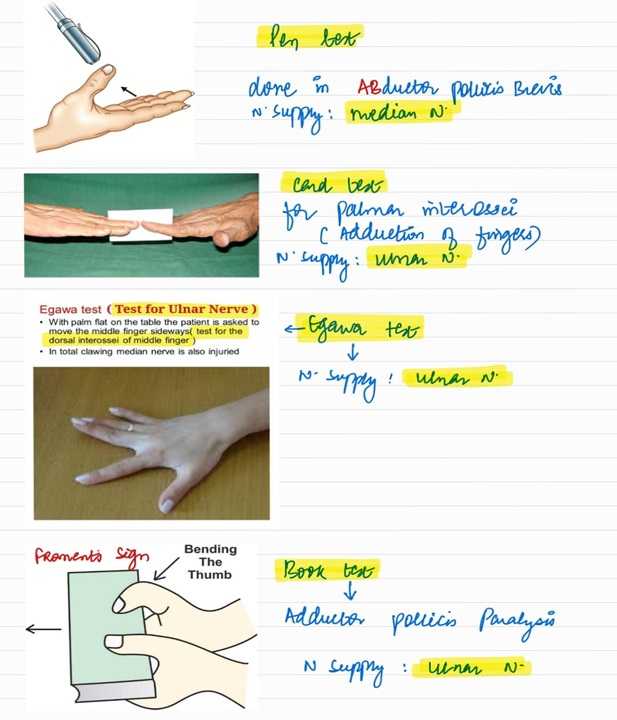 Pen test
done in ABductor pollicis Brevis
N. supply: median N.
Card test
for palmar interossei
(Adduction of fingers)
N. supply: ulnar N.
Egawa test (Test for Ulnar Nerve)
• With palm flat on the table the patient is asked to
move the middle finger sideways( test for the
dorsal interossei of middle finger )
• In total clawing median nerve is also injuried
← Egawa test
↓
N. supply: ulnar N.
Froment's sign
Bending
The
Thumb
Book test
↓
Adductor pollicis Paralysis
N supply : ulnar N.